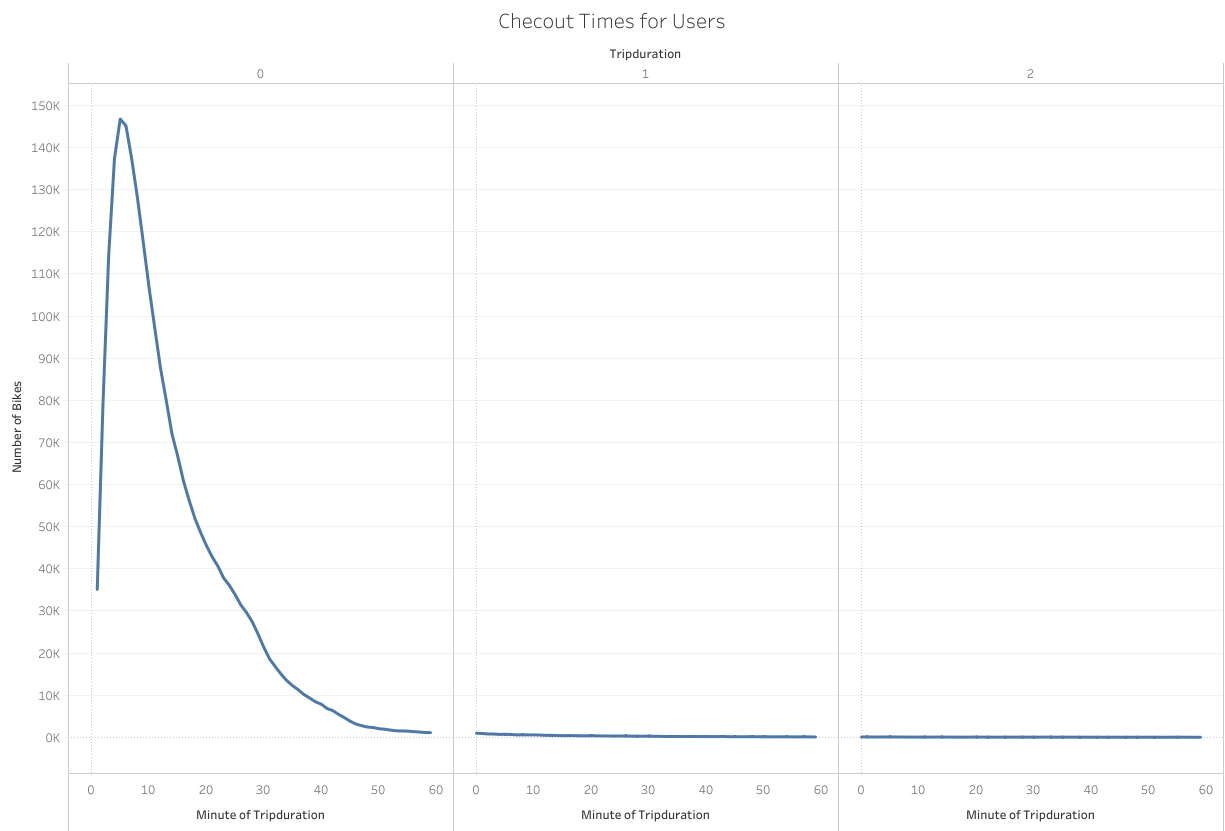 Checout Times for Users
Tripduration
0 1 2
150K
140K
130K
120K
110K
100K
90K
80K
70K
60K
50K
40K
30K
20K
10K
0K
Number of Bikes
0 10 20 30 40 50 60 0 10 20 30 40 50 60 0 10 20 30 40 50 60
Minute of Tripduration Minute of Tripduration Minute of Tripduration